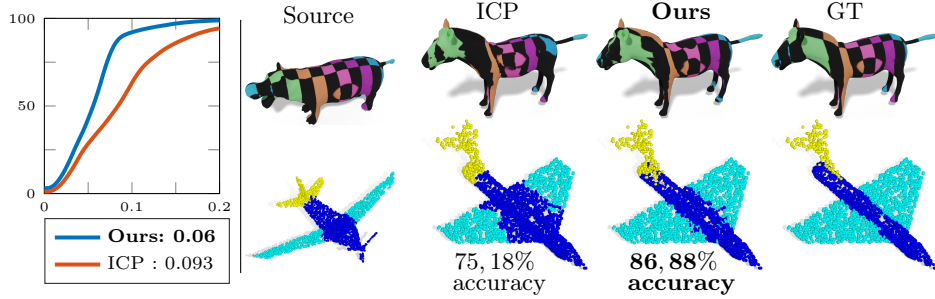 100
50
0
0
0.1
0.2
Ours: 0.06
ICP : 0.093
Source
ICP
Ours
GT
75, 18%
accuracy
86, 88%
accuracy